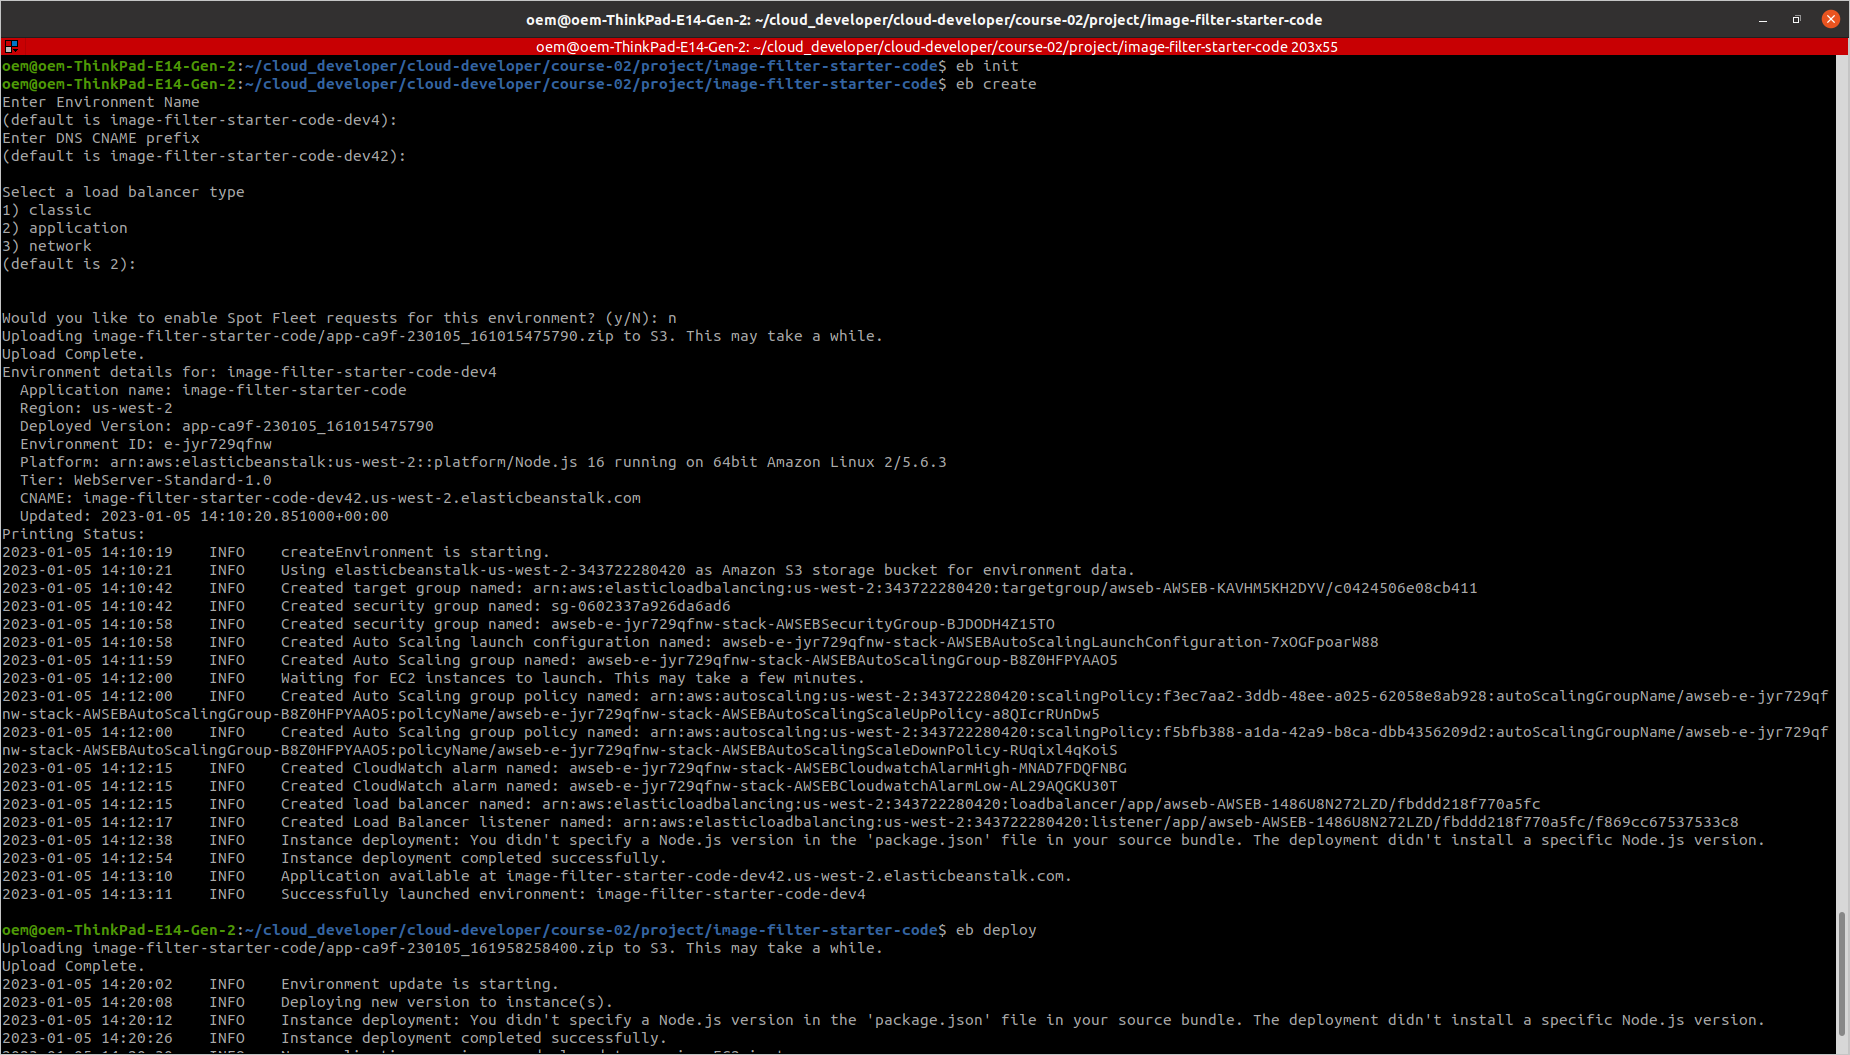 oem@oem-ThinkPad-E14-Gen-2: ~/cloud_developer/cloud-developer/course-02/project/image-filter-starter-code
oem@oem-ThinkPad-E14-Gen-2: ~/cloud_developer/cloud-developer/course-02/project/image-filter-starter-code 203x55
oem@oem-ThinkPad-E14-Gen-2:~/cloud_developer/cloud-developer/course-02/project/image-filter-starter-code$ eb init
oem@oem-ThinkPad-E14-Gen-2:~/cloud_developer/cloud-developer/course-02/project/image-filter-starter-code$ eb create
Enter Environment Name
(default is image-filter-starter-code-dev4):
Enter DNS CNAME prefix
(default is image-filter-starter-code-dev42):
Select a load balancer type
1) classic
2) application
3) network
(default is 2):
Would you like to enable Spot Fleet requests for this environment? (y/N): n
Uploading image-filter-starter-code/app-ca9f-230105_161015475790.zip to S3. This may take a while.
Upload Complete.
Environment details for: image-filter-starter-code-dev4
  Application name: image-filter-starter-code
  Region: us-west-2
  Deployed Version: app-ca9f-230105_161015475790
  Environment ID: e-jyr729qfnw
  Platform: arn:aws:elasticbeanstalk:us-west-2::platform/Node.js 16 running on 64bit Amazon Linux 2/5.6.3
  Tier: WebServer-Standard-1.0
  CNAME: image-filter-starter-code-dev42.us-west-2.elasticbeanstalk.com
  Updated: 2023-01-05 14:10:20.851000+00:00
Printing Status:
2023-01-05 14:10:19    INFO    createEnvironment is starting.
2023-01-05 14:10:21    INFO    Using elasticbeanstalk-us-west-2-343722280420 as Amazon S3 storage bucket for environment data.
2023-01-05 14:10:42    INFO    Created target group named: arn:aws:elasticloadbalancing:us-west-2:343722280420:targetgroup/awseb-AWSEB-KAVHM5KH2DYV/c0424506e08cb411
2023-01-05 14:10:42    INFO    Created security group named: sg-0602337a926da6ad6
2023-01-05 14:10:58    INFO    Created security group named: awseb-e-jyr729qfnw-stack-AWSEBSecurityGroup-BJDODH4Z15TO
2023-01-05 14:10:58    INFO    Created Auto Scaling launch configuration named: awseb-e-jyr729qfnw-stack-AWSEBAutoScalingLaunchConfiguration-7xOGFpoarW88
2023-01-05 14:11:59    INFO    Created Auto Scaling group named: awseb-e-jyr729qfnw-stack-AWSEBAutoScalingGroup-B8Z0HFPYAAO5
2023-01-05 14:12:00    INFO    Waiting for EC2 instances to launch. This may take a few minutes.
2023-01-05 14:12:00    INFO    Created Auto Scaling group policy named: arn:aws:autoscaling:us-west-2:343722280420:scalingPolicy:f3ec7aa2-3ddb-48ee-a025-62058e8ab928:autoScalingGroupName/awseb-e-jyr729qf
nw-stack-AWSEBAutoScalingGroup-B8Z0HFPYAAO5:policyName/awseb-e-jyr729qfnw-stack-AWSEBAutoScalingScaleUpPolicy-a8QIcrRUnDw5
2023-01-05 14:12:00    INFO    Created Auto Scaling group policy named: arn:aws:autoscaling:us-west-2:343722280420:scalingPolicy:f5bfb388-a1da-42a9-b8ca-dbb4356209d2:autoScalingGroupName/awseb-e-jyr729qf
nw-stack-AWSEBAutoScalingGroup-B8Z0HFPYAAO5:policyName/awseb-e-jyr729qfnw-stack-AWSEBAutoScalingScaleDownPolicy-RUqixl4qKoiS
2023-01-05 14:12:15    INFO    Created CloudWatch alarm named: awseb-e-jyr729qfnw-stack-AWSEBCloudwatchAlarmHigh-MNAD7FDQFNBG
2023-01-05 14:12:15    INFO    Created CloudWatch alarm named: awseb-e-jyr729qfnw-stack-AWSEBCloudwatchAlarmLow-AL29AQGKU30T
2023-01-05 14:12:15    INFO    Created load balancer named: arn:aws:elasticloadbalancing:us-west-2:343722280420:loadbalancer/app/awseb-AWSEB-1486U8N272LZD/fbddd218f770a5fc
2023-01-05 14:12:17    INFO    Created Load Balancer listener named: arn:aws:elasticloadbalancing:us-west-2:343722280420:listener/app/awseb-AWSEB-1486U8N272LZD/fbddd218f770a5fc/f869cc67537533c8
2023-01-05 14:12:38    INFO    Instance deployment: You didn't specify a Node.js version in the 'package.json' file in your source bundle. The deployment didn't install a specific Node.js version.
2023-01-05 14:12:54    INFO    Instance deployment completed successfully.
2023-01-05 14:13:10    INFO    Application available at image-filter-starter-code-dev42.us-west-2.elasticbeanstalk.com.
2023-01-05 14:13:11    INFO    Successfully launched environment: image-filter-starter-code-dev4
oem@oem-ThinkPad-E14-Gen-2:~/cloud_developer/cloud-developer/course-02/project/image-filter-starter-code$ eb deploy
Uploading image-filter-starter-code/app-ca9f-230105_161958258400.zip to S3. This may take a while.
Upload Complete.
2023-01-05 14:20:02    INFO    Environment update is starting.
2023-01-05 14:20:08    INFO    Deploying new version to instance(s).
2023-01-05 14:20:12    INFO    Instance deployment: You didn't specify a Node.js version in the 'package.json' file in your source bundle. The deployment didn't install a specific Node.js version.
2023-01-05 14:20:26    INFO    Instance deployment completed successfully.